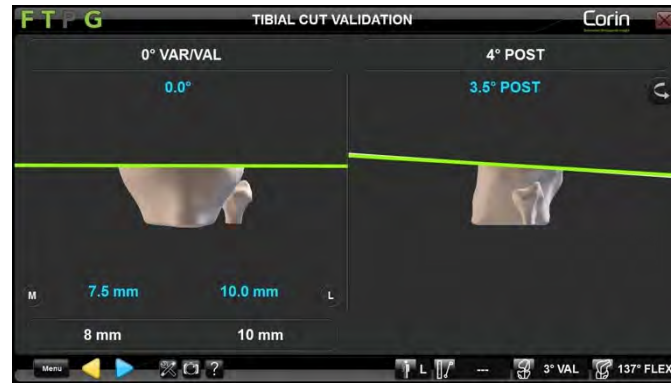 FTPG
TIBIAL CUT VALIDATION
Corin
0° VAR/VAL
4° POST
0.0°
3.5° POST
M
7.5 mm
10.0 mm
L
8 mm
10 mm
Menu
?
L
---
3° VAL
137° FLEX